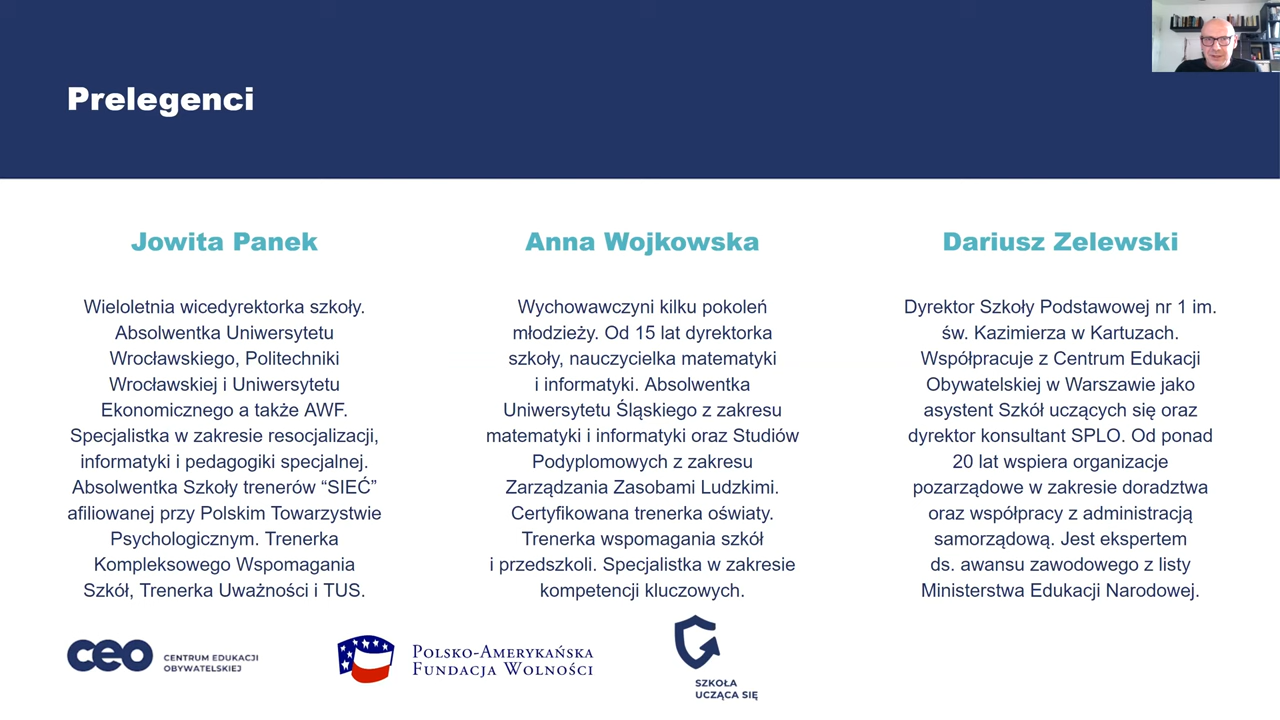 Prelegenci
Jowita Panek
Wieloletnia wicedyrektorka szkoły.
Absolwentka Uniwersytetu
Wrocławskiego, Politechniki
Wrocławskiej i Uniwersytetu
Ekonomicznego a także AWF.
Specjalistka w zakresie resocjalizacji,
informatyki i pedagogiki specjalnej.
Absolwentka Szkoły trenerów “SIEĆ”
afiliowanej przy Polskim Towarzystwie
Psychologicznym. Trenerka
Kompleksowego Wspomagania
Szkół, Trenerka Uważności i TUS.
Anna Wojkowska
Wychowawczyni kilku pokoleń
młodzieży. Od 15 lat dyrektorka
szkoły, nauczycielka matematyki
i informatyki. Absolwentka
Uniwersytetu Śląskiego z zakresu
matematyki i informatyki oraz Studiów
Podyplomowych z zakresu
Zarządzania Zasobami Ludzkimi.
Certyfikowana trenerka oświaty.
Trenerka wspomagania szkół
i przedszkoli. Specjalistka w zakresie
kompetencji kluczowych.
Dariusz Zelewski
Dyrektor Szkoły Podstawowej nr 1 im.
św. Kazimierza w Kartuzach.
Współpracuje z Centrum Edukacji
Obywatelskiej w Warszawie jako
asystent Szkół uczących się oraz
dyrektor konsultant SPLO. Od ponad
20 lat wspiera organizacje
pozarządowe w zakresie doradztwa
oraz współpracy z administracją
samorządową. Jest ekspertem
ds. awansu zawodowego z listy
Ministerstwa Edukacji Narodowej.
ceo
CENTRUM EDUKACJI
OBYWATELSKIEJ
POLSKO-AMERYKAŃSKA
FUNDACJA WOLNOŚCI
SZKOŁA
UCZĄCA SIĘ